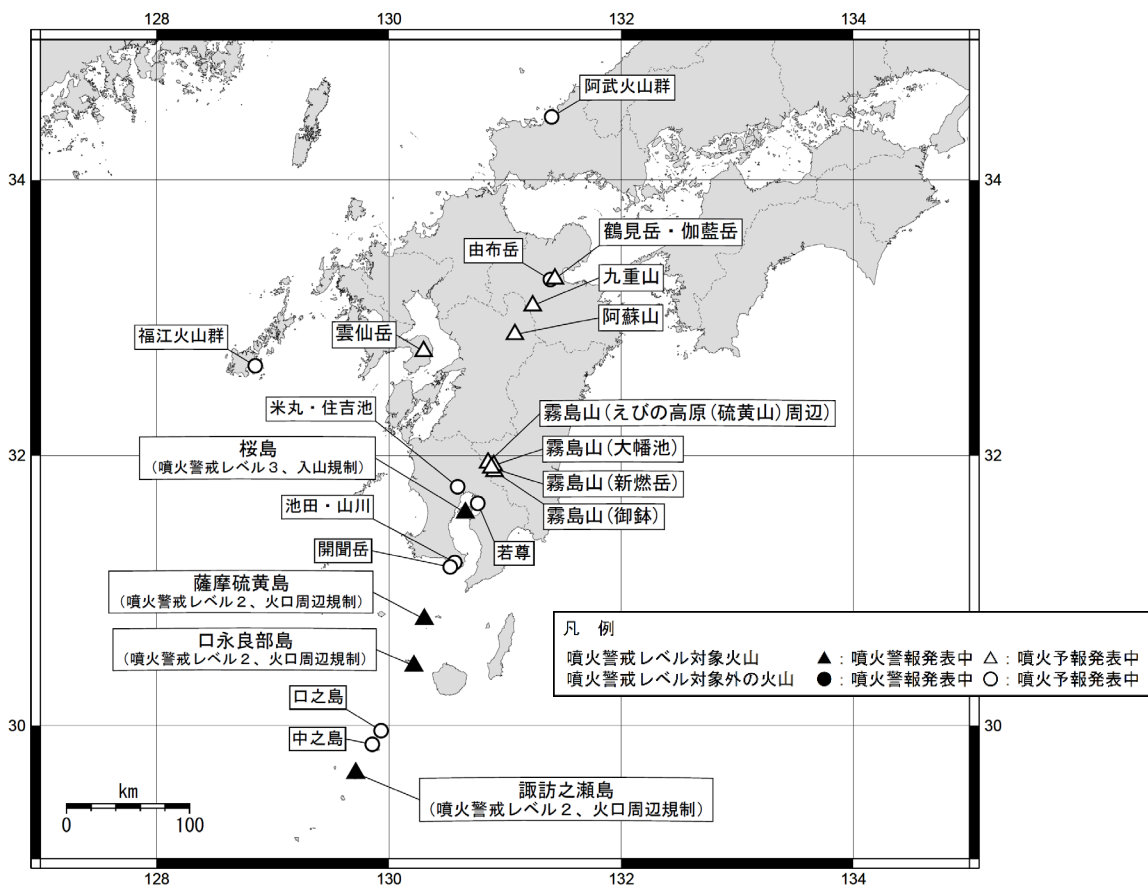 128
130
132
134
阿武火山群
34
34
鶴見岳・伽藍岳
由布岳
九重山
阿蘇山
雲仙岳
福江火山群
米丸・住吉池
霧島山(えびの高原(硫黄山)周辺)
桜島
(噴火警戒レベル3、入山規制)
霧島山(大幡池)
32
32
霧島山(新燃岳)
池田・山川
霧島山(御鉢)
開聞岳
若尊
薩摩硫黄島
(噴火警戒レベル2、火口周辺規制)
口永良部島
(噴火警戒レベル2、火口周辺規制)
凡 例
噴火警戒レベル対象火山 ▲:噴火警報発表中 △:噴火予報発表中
噴火警戒レベル対象外の火山 ●:噴火警報発表中 ○:噴火予報発表中
口之島
30
30
中之島
諏訪之瀬島
(噴火警戒レベル2、火口周辺規制)
km
0 100
128
130
132
134